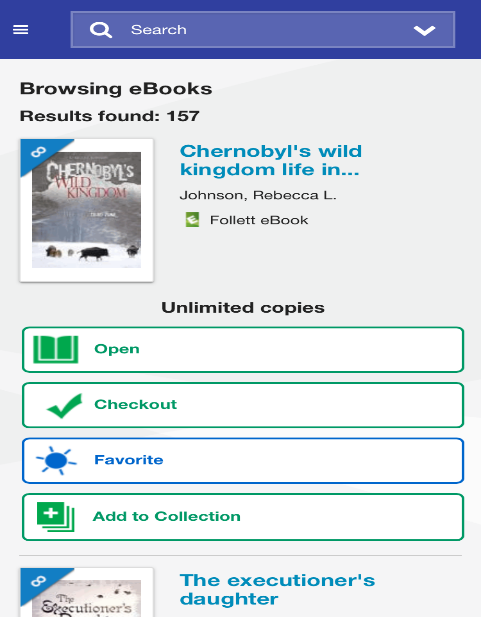 Search
Browsing eBooks
Results found: 157
CHERNOBYL'S
WILD
KINGDOM
Chernobyl's wild
kingdom life in...
Johnson, Rebecca L.
Follett eBook
Unlimited copies
Open
Checkout
Favorite
Add to Collection
The
Executioner's
The executioner's
daughter